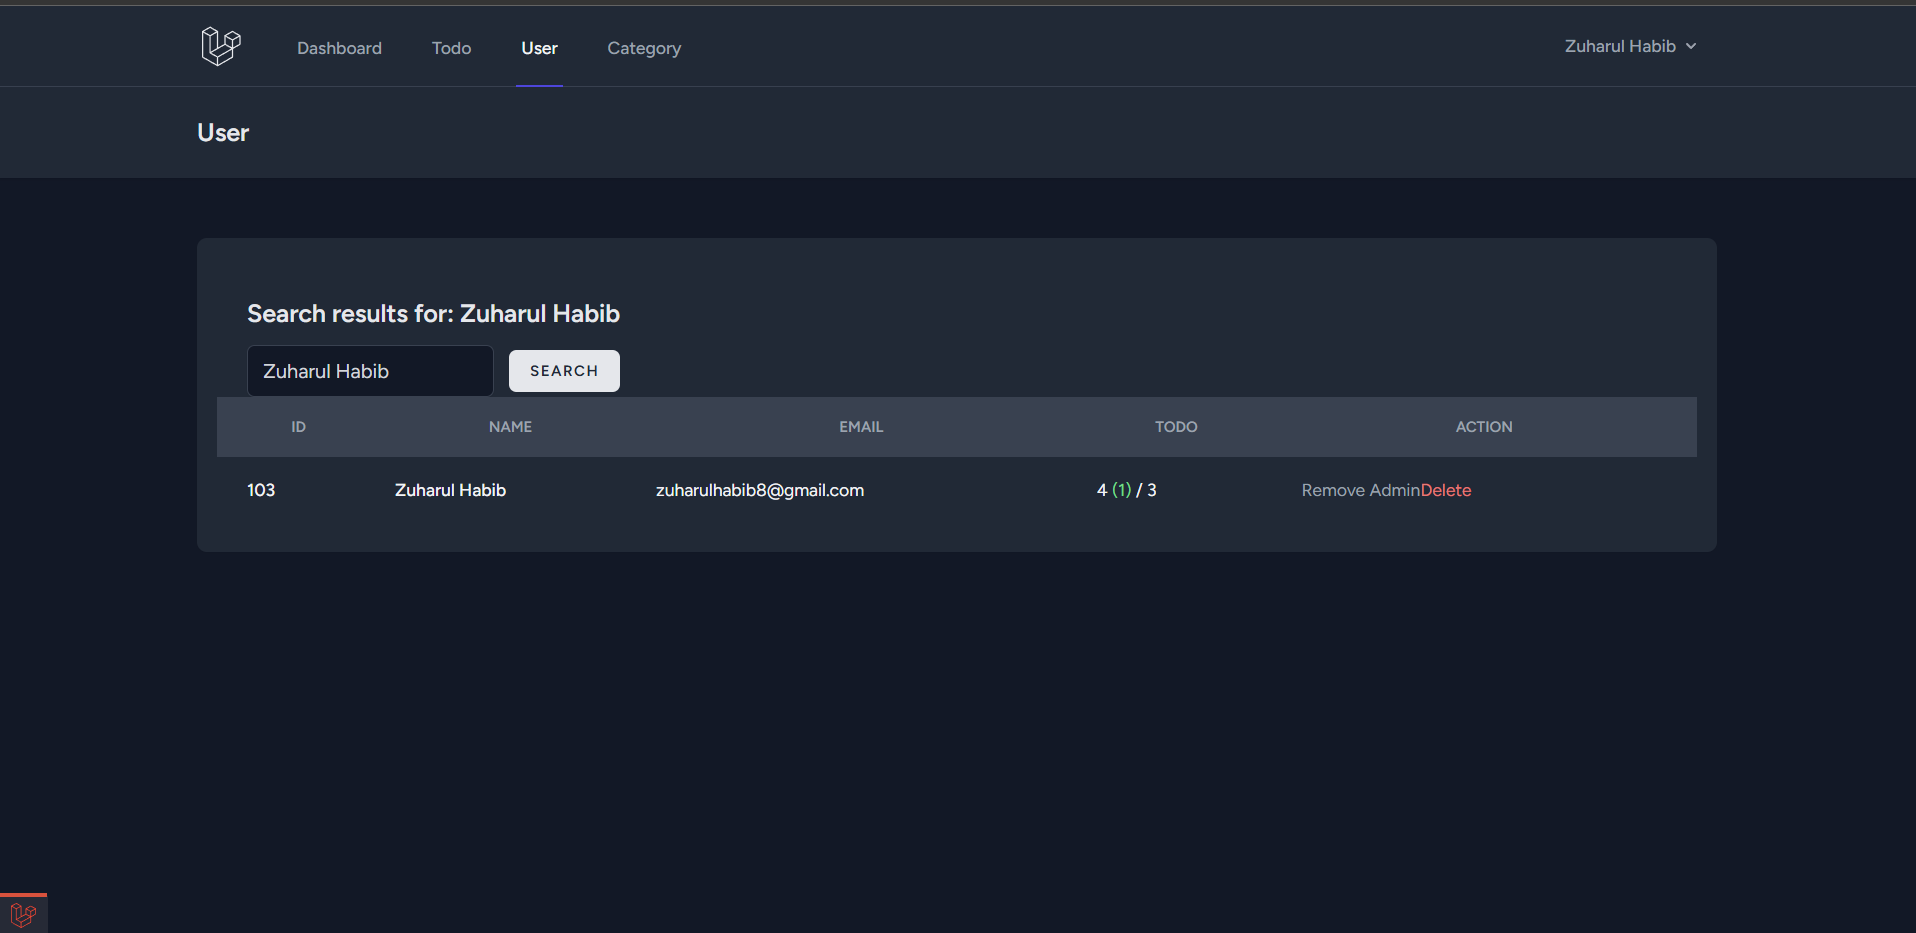 Dashboard Todo User Category Zuharul Habib
User
Search results for: Zuharul Habib
Zuharul Habib SEARCH
ID NAME EMAIL TODO ACTION
103 Zuharul Habib zuharulhabib8@gmail.com 4 (1) / 3 Remove AdminDelete